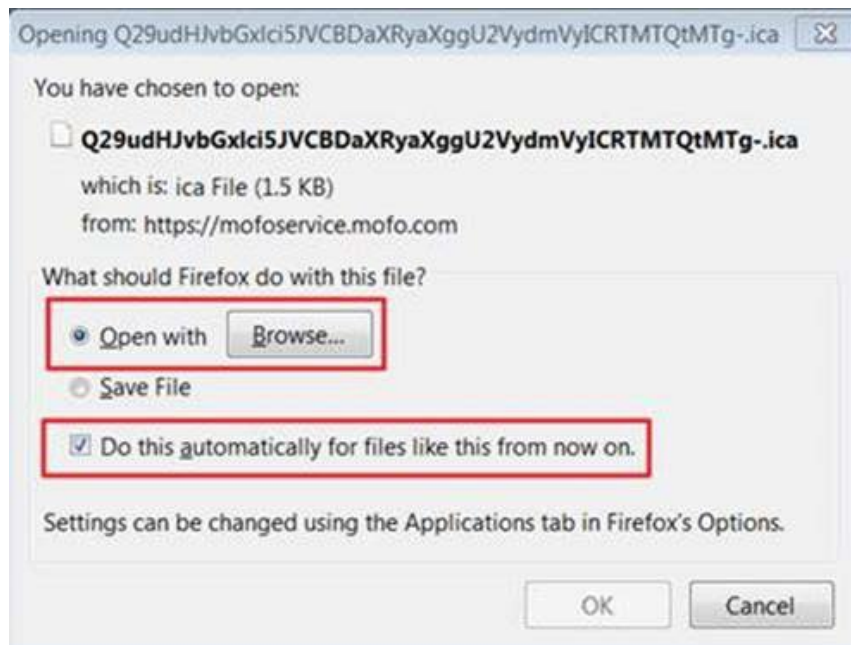 Opening Q29udHJvbGxlci5JVCBDaXRyaXggU2VydmVyICRTMTQtMTg-.ica
You have chosen to open:
Q29udHJvbGxlci5JVCBDaXRyaXggU2VydmVyICRTMTQtMTg-.ica
which is: ica File (1.5 KB)
from: https://mofoservice.mofo.com
What should Firefox do with this file?
Open with Browse...
Save File
Do this automatically for files like this from now on.
Settings can be changed using the Applications tab in Firefox's Options.
OK Cancel